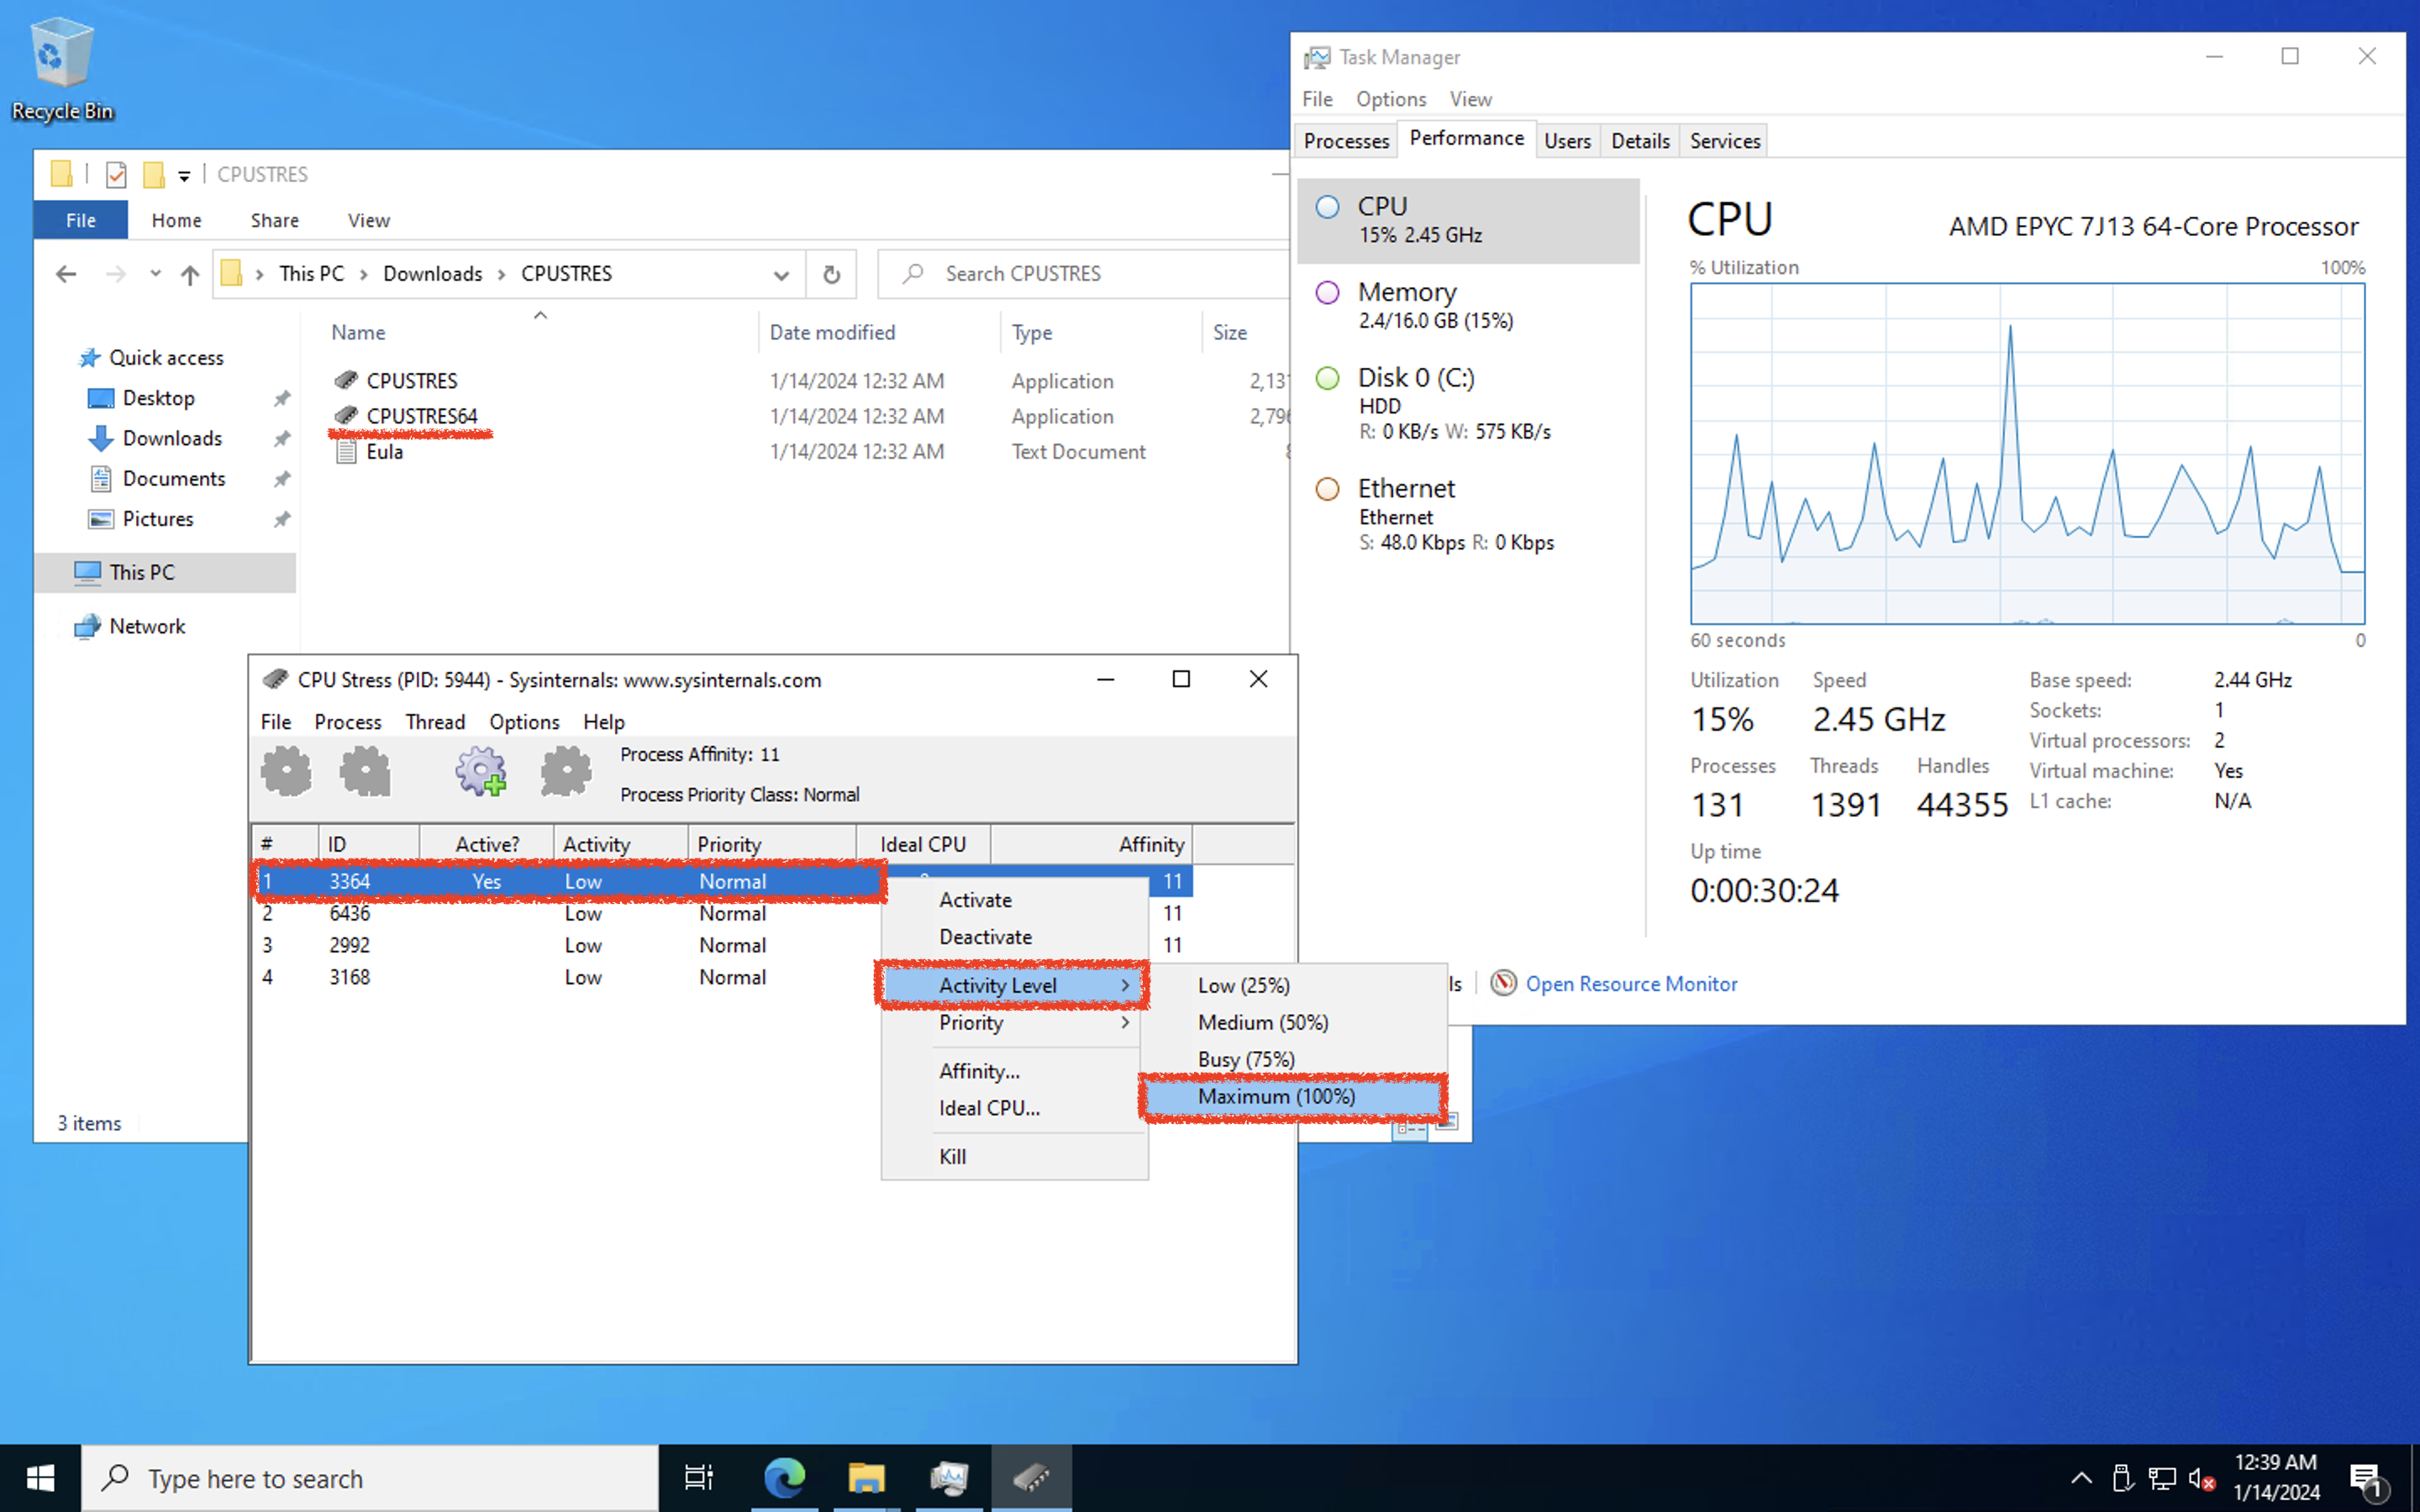 Recycle Bin
CPUSTRES
File Home Share View
This PC Downloads CPUSTRES
Search CPUSTRES
Name Date modified Type Size
CPUSTRES 1/14/2024 12:32 AM Application 2,13
CPUSTRES64 1/14/2024 12:32 AM Application 2,796
Eula 1/14/2024 12:32 AM Text Document
Quick access
Desktop
Downloads
Documents
Pictures
This PC
Network
3 items
CPU Stress (PID: 5944) - Sysinternals: www.sysinternals.com
File Process Thread Options Help
Process Affinity: 11
Process Priority Class: Normal
# ID Active? Activity Priority Ideal CPU Affinity
1 3364 Yes Low Normal 11
2 6436 Low Normal 11
3 2992 Low Normal 11
4 3168 Low Normal
Activate
Deactivate
Activity Level
Priority
Affinity...
Ideal CPU...
Kill
Low (25%)
Medium (50%)
Busy (75%)
Maximum (100%)
Task Manager
File Options View
Processes Performance Users Details Services
CPU
15% 2.45 GHz
Memory
2.4/16.0 GB (15%)
Disk 0 (C:)
HDD
R: 0 KB/s W: 575 KB/s
Ethernet
Ethernet
S: 48.0 Kbps R: 0 Kbps
CPU AMD EPYC 7J13 64-Core Processor
% Utilization 100%
60 seconds 0
Utilization Speed
15% 2.45 GHz
Processes Threads Handles
131 1391 44355
Up time
0:00:30:24
Base speed: 2.44 GHz
Sockets: 1
Virtual processors: 2
Virtual machine: Yes
L1 cache: N/A
ls Open Resource Monitor
Type here to search
12:39 AM
1/14/2024
1